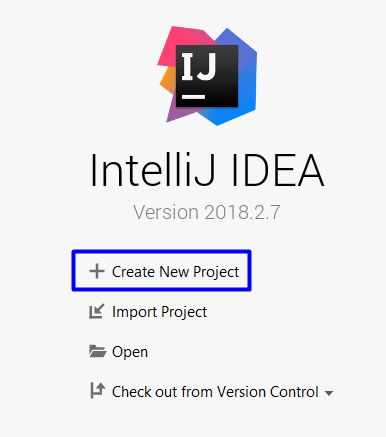 IJ
IntelliJ IDEA
Version 2018.2.7
Create New Project
Import Project
Open
Check out from Version Control